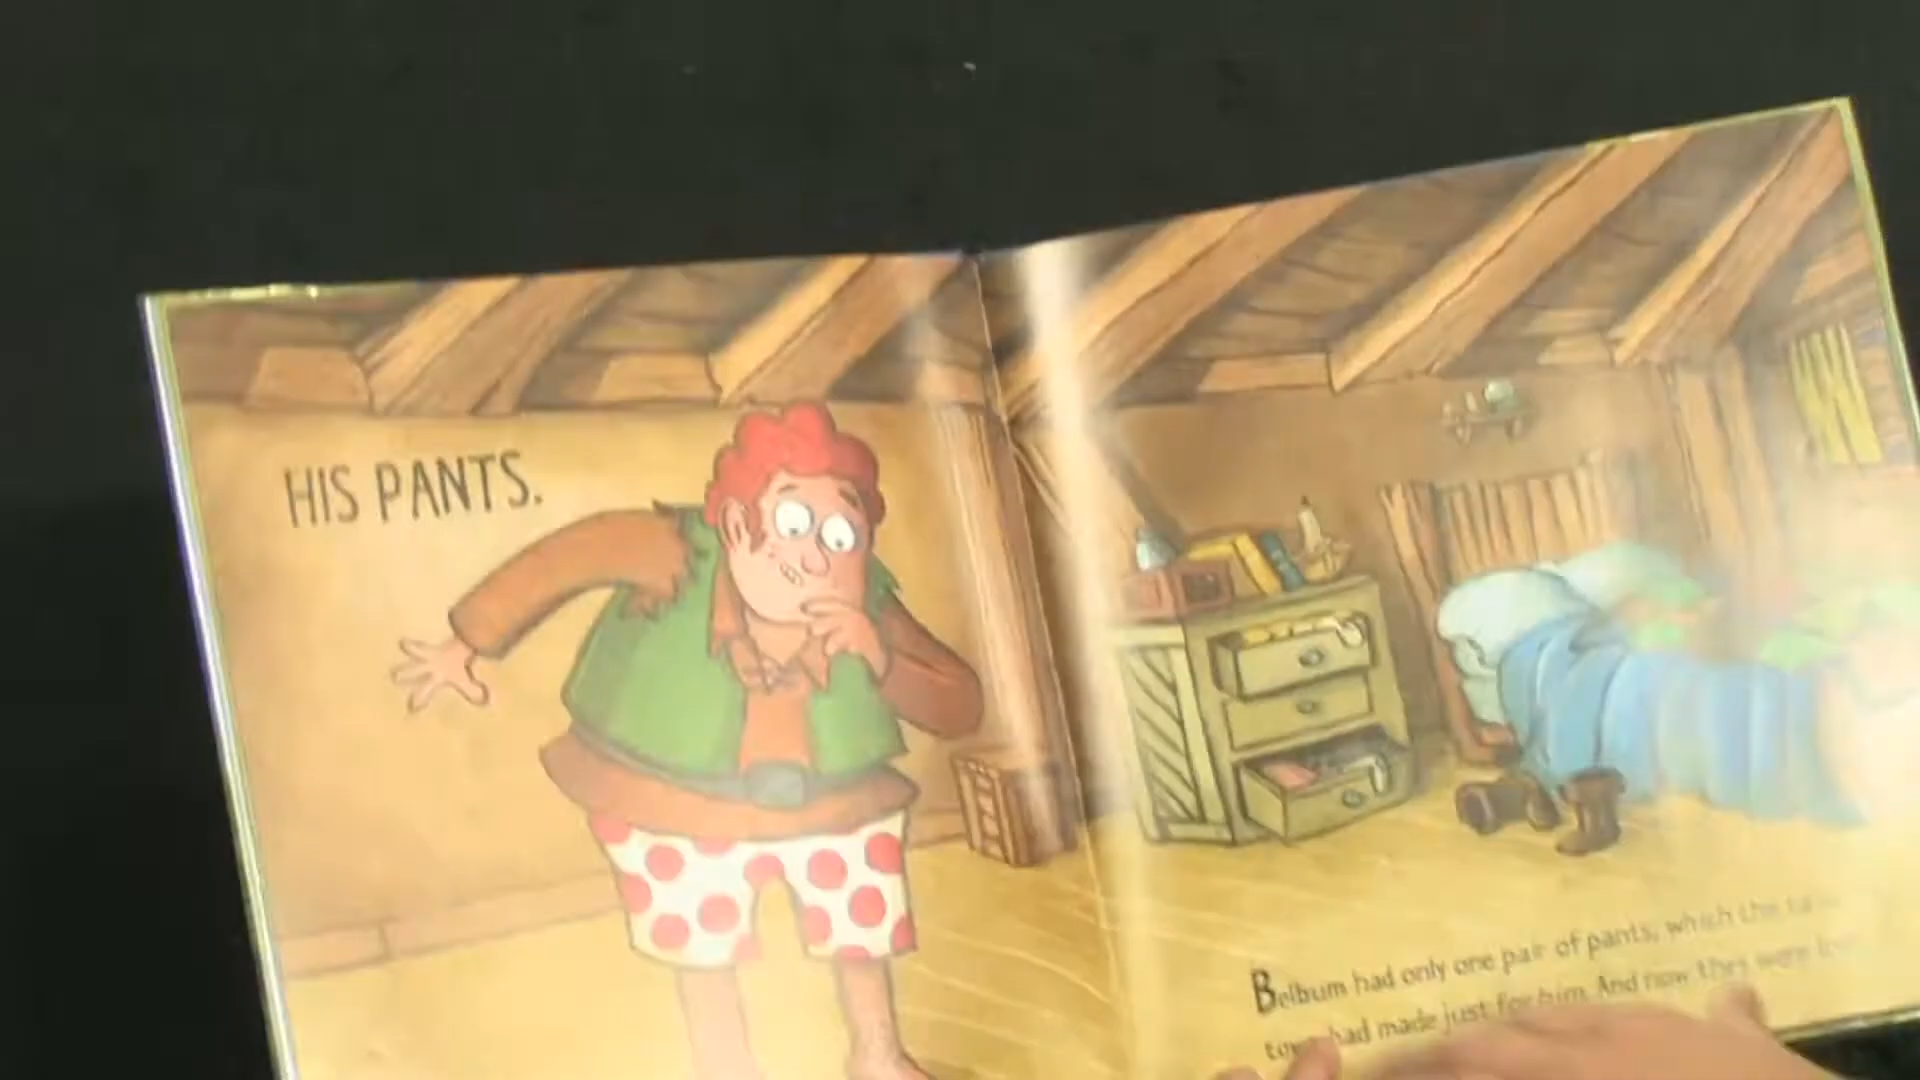 HIS PANTS.
Belbum had only one pair of pants, which the
town had made just for him. And now they were